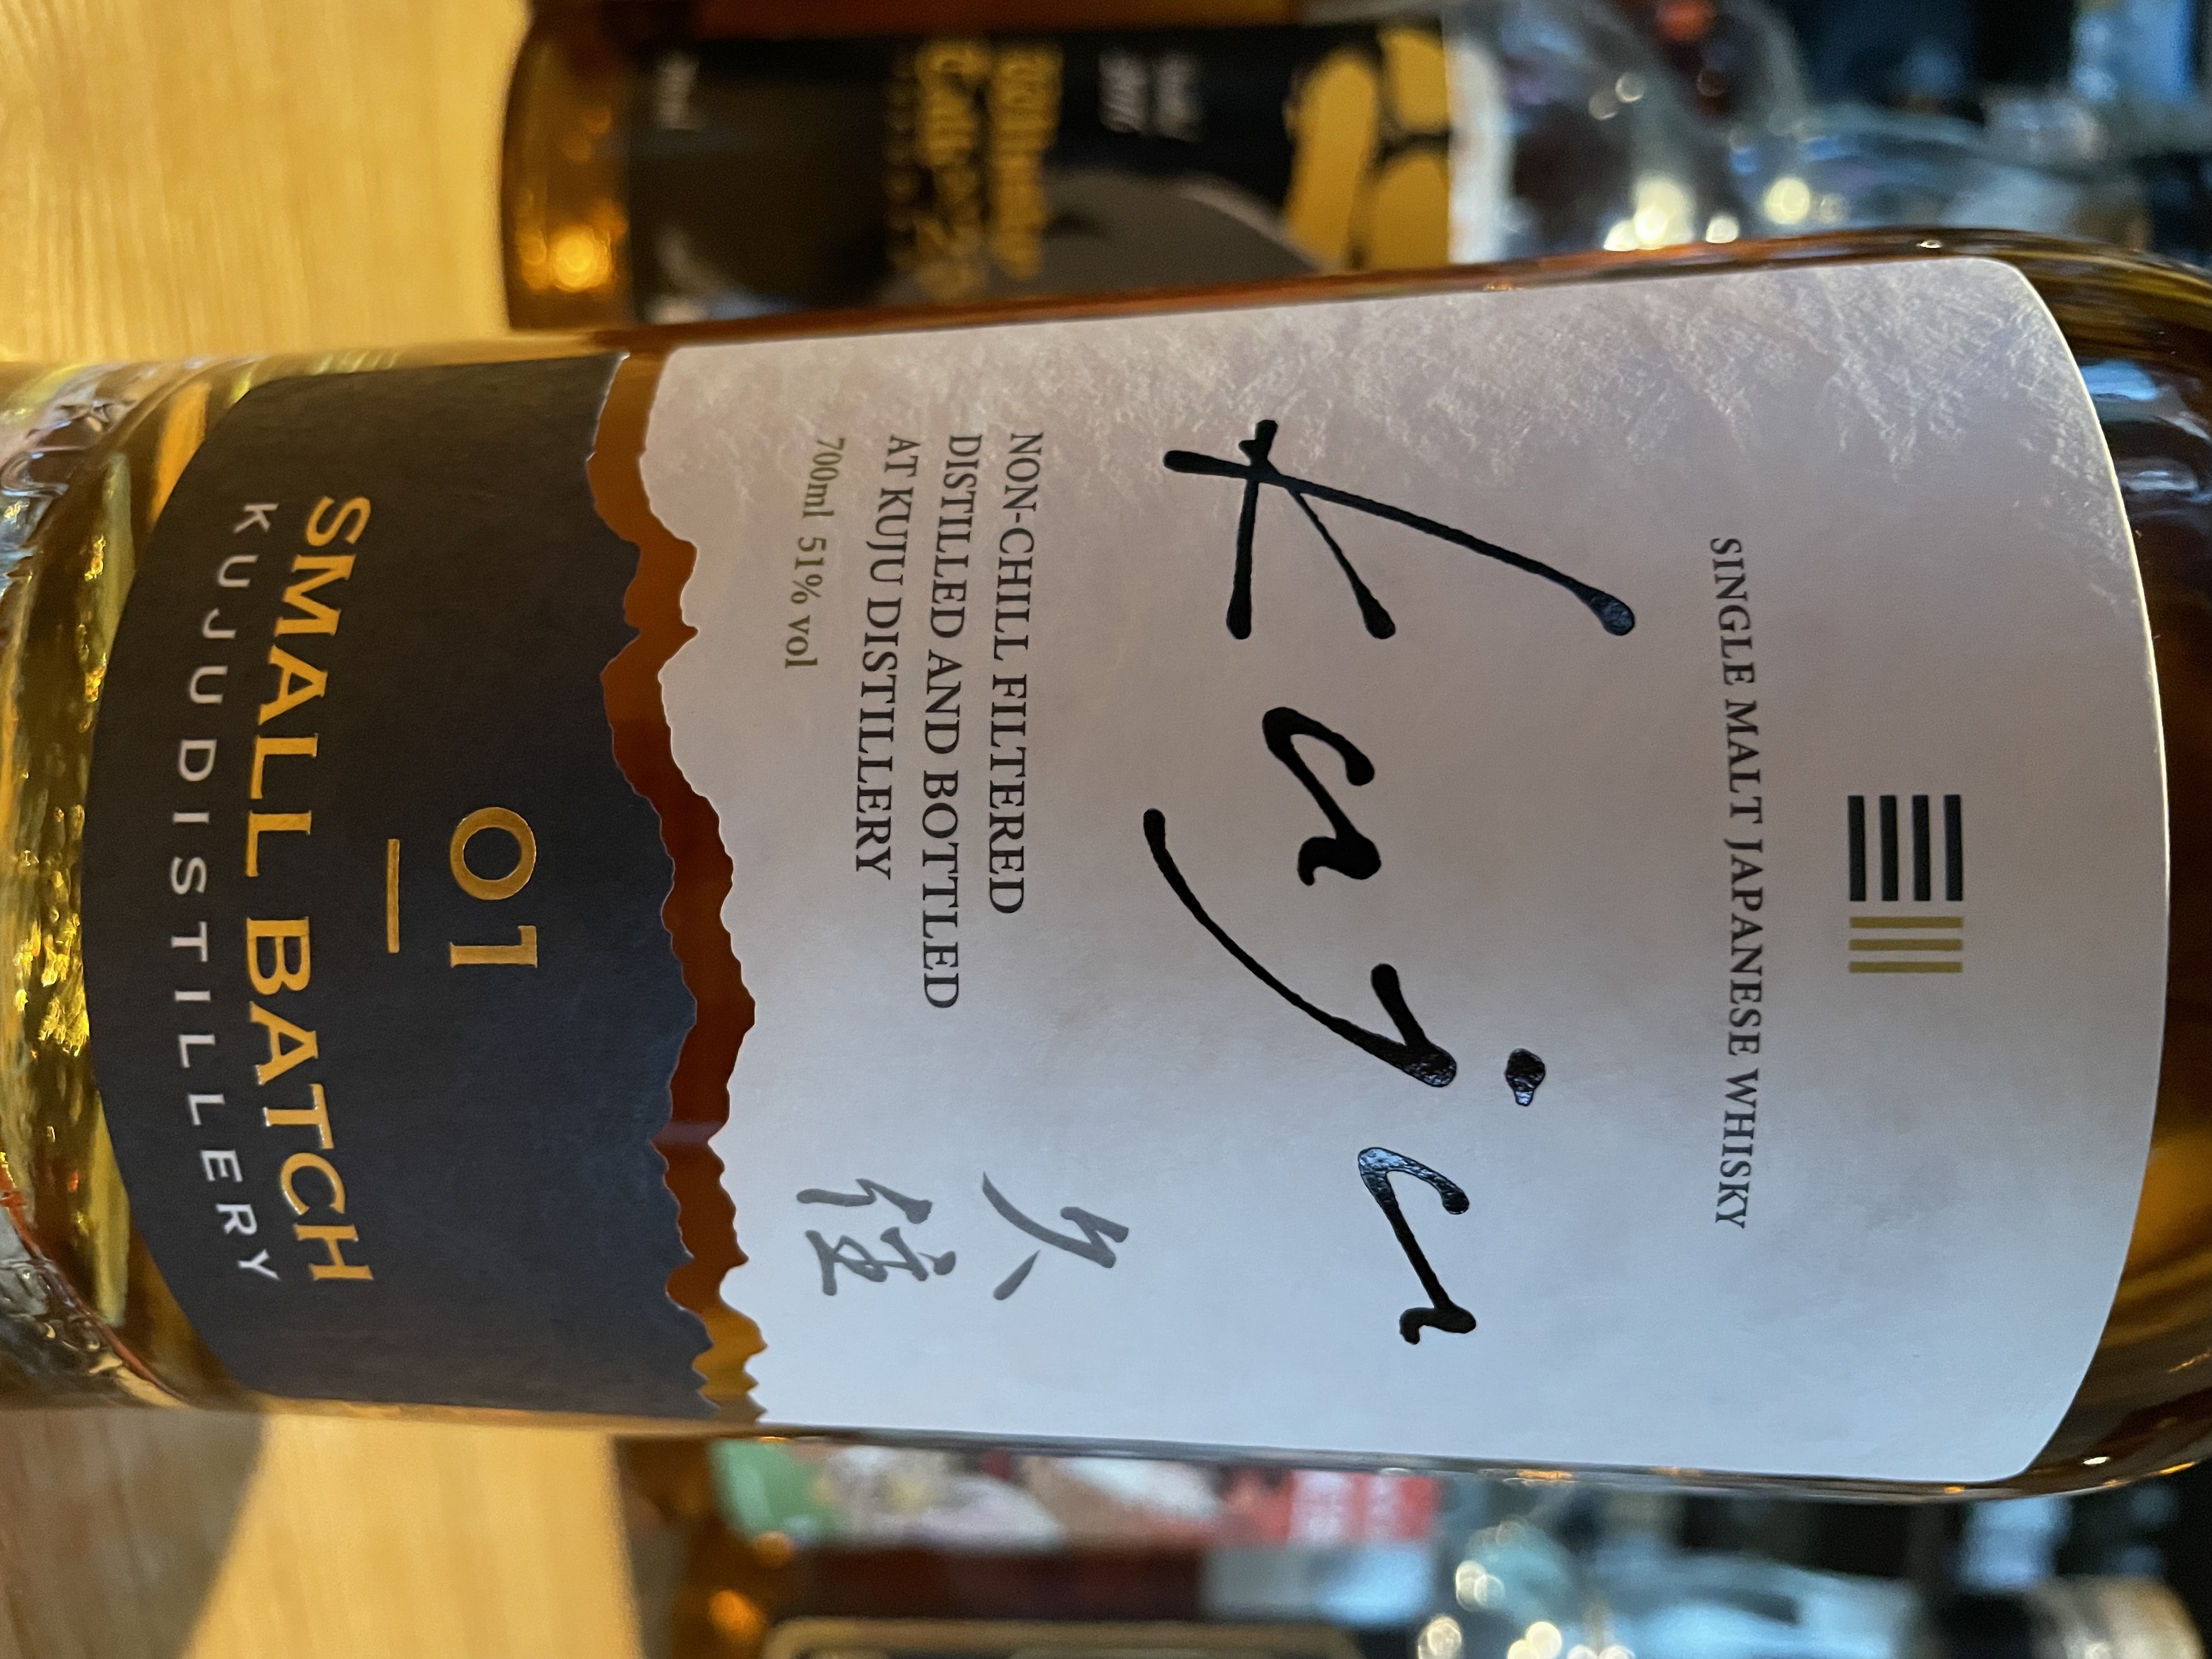 SINGLE MALT JAPANESE WHISKY
Kuju
NON-CHILL FILTERED
DISTILLED AND BOTTLED
AT KUJU DISTILLERY
700ml 51% vol
久住
01
SMALL BATCH
KUJU DISTILLERY